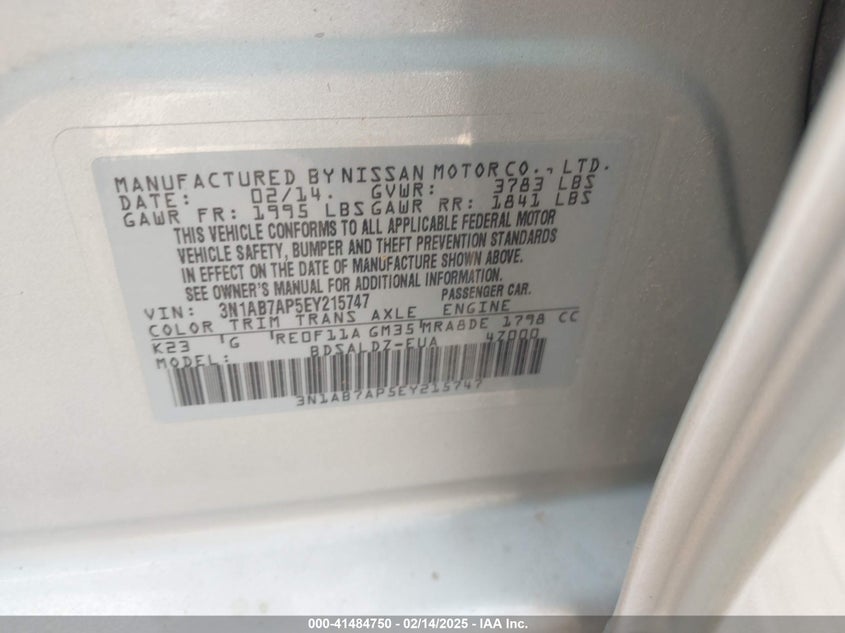 MANUFACTURED BY NISSAN MOTOR CO., LTD.
DATE: 02/14. GVWR: 3783 LBS
GAWR FR: 1995 LBS GAWR RR: 1841 LBS
THIS VEHICLE CONFORMS TO ALL APPLICABLE FEDERAL MOTOR
VEHICLE SAFETY, BUMPER AND THEFT PREVENTION STANDARDS
IN EFFECT ON THE DATE OF MANUFACTURE SHOWN ABOVE.
SEE OWNER'S MANUAL FOR ADDITIONAL INFORMATION.
VIN: 3N1AB7AP5EY215747 PASSENGER CAR.
COLOR TRIM TRANS AXLE ENGINE
K23 G RE0F11A GM35 MRA8DE 1798 CC
MODEL: BDSALDZ-EUA 4Z000
3N1AB7AP5EY215747
000-41484750 - 02/14/2025 - IAA Inc.